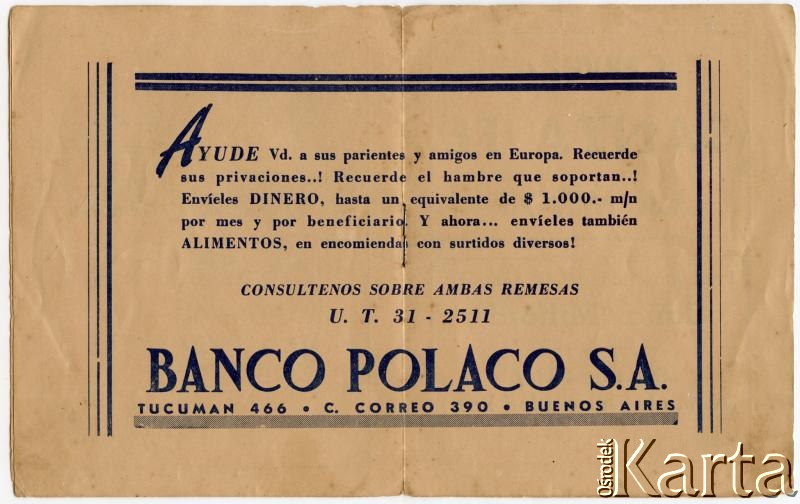 AYUDE Vd. a sus parientes y amigos en Europa. Recuerde
sus privaciones..! Recuerde el hambre que soportan..!
Envíeles DINERO, hasta un equivalente de $ 1.000.- m/n
por mes y por beneficiario. Y ahora... envíeles también
ALIMENTOS, en encomiendas con surtidos diversos!
CONSULTENOS SOBRE AMBAS REMESAS
U. T. 31 - 2511
BANCO POLACO S.A.
TUCUMAN 466 • C. CORREO 390 • BUENOS AIRES
Ośrodek Karta